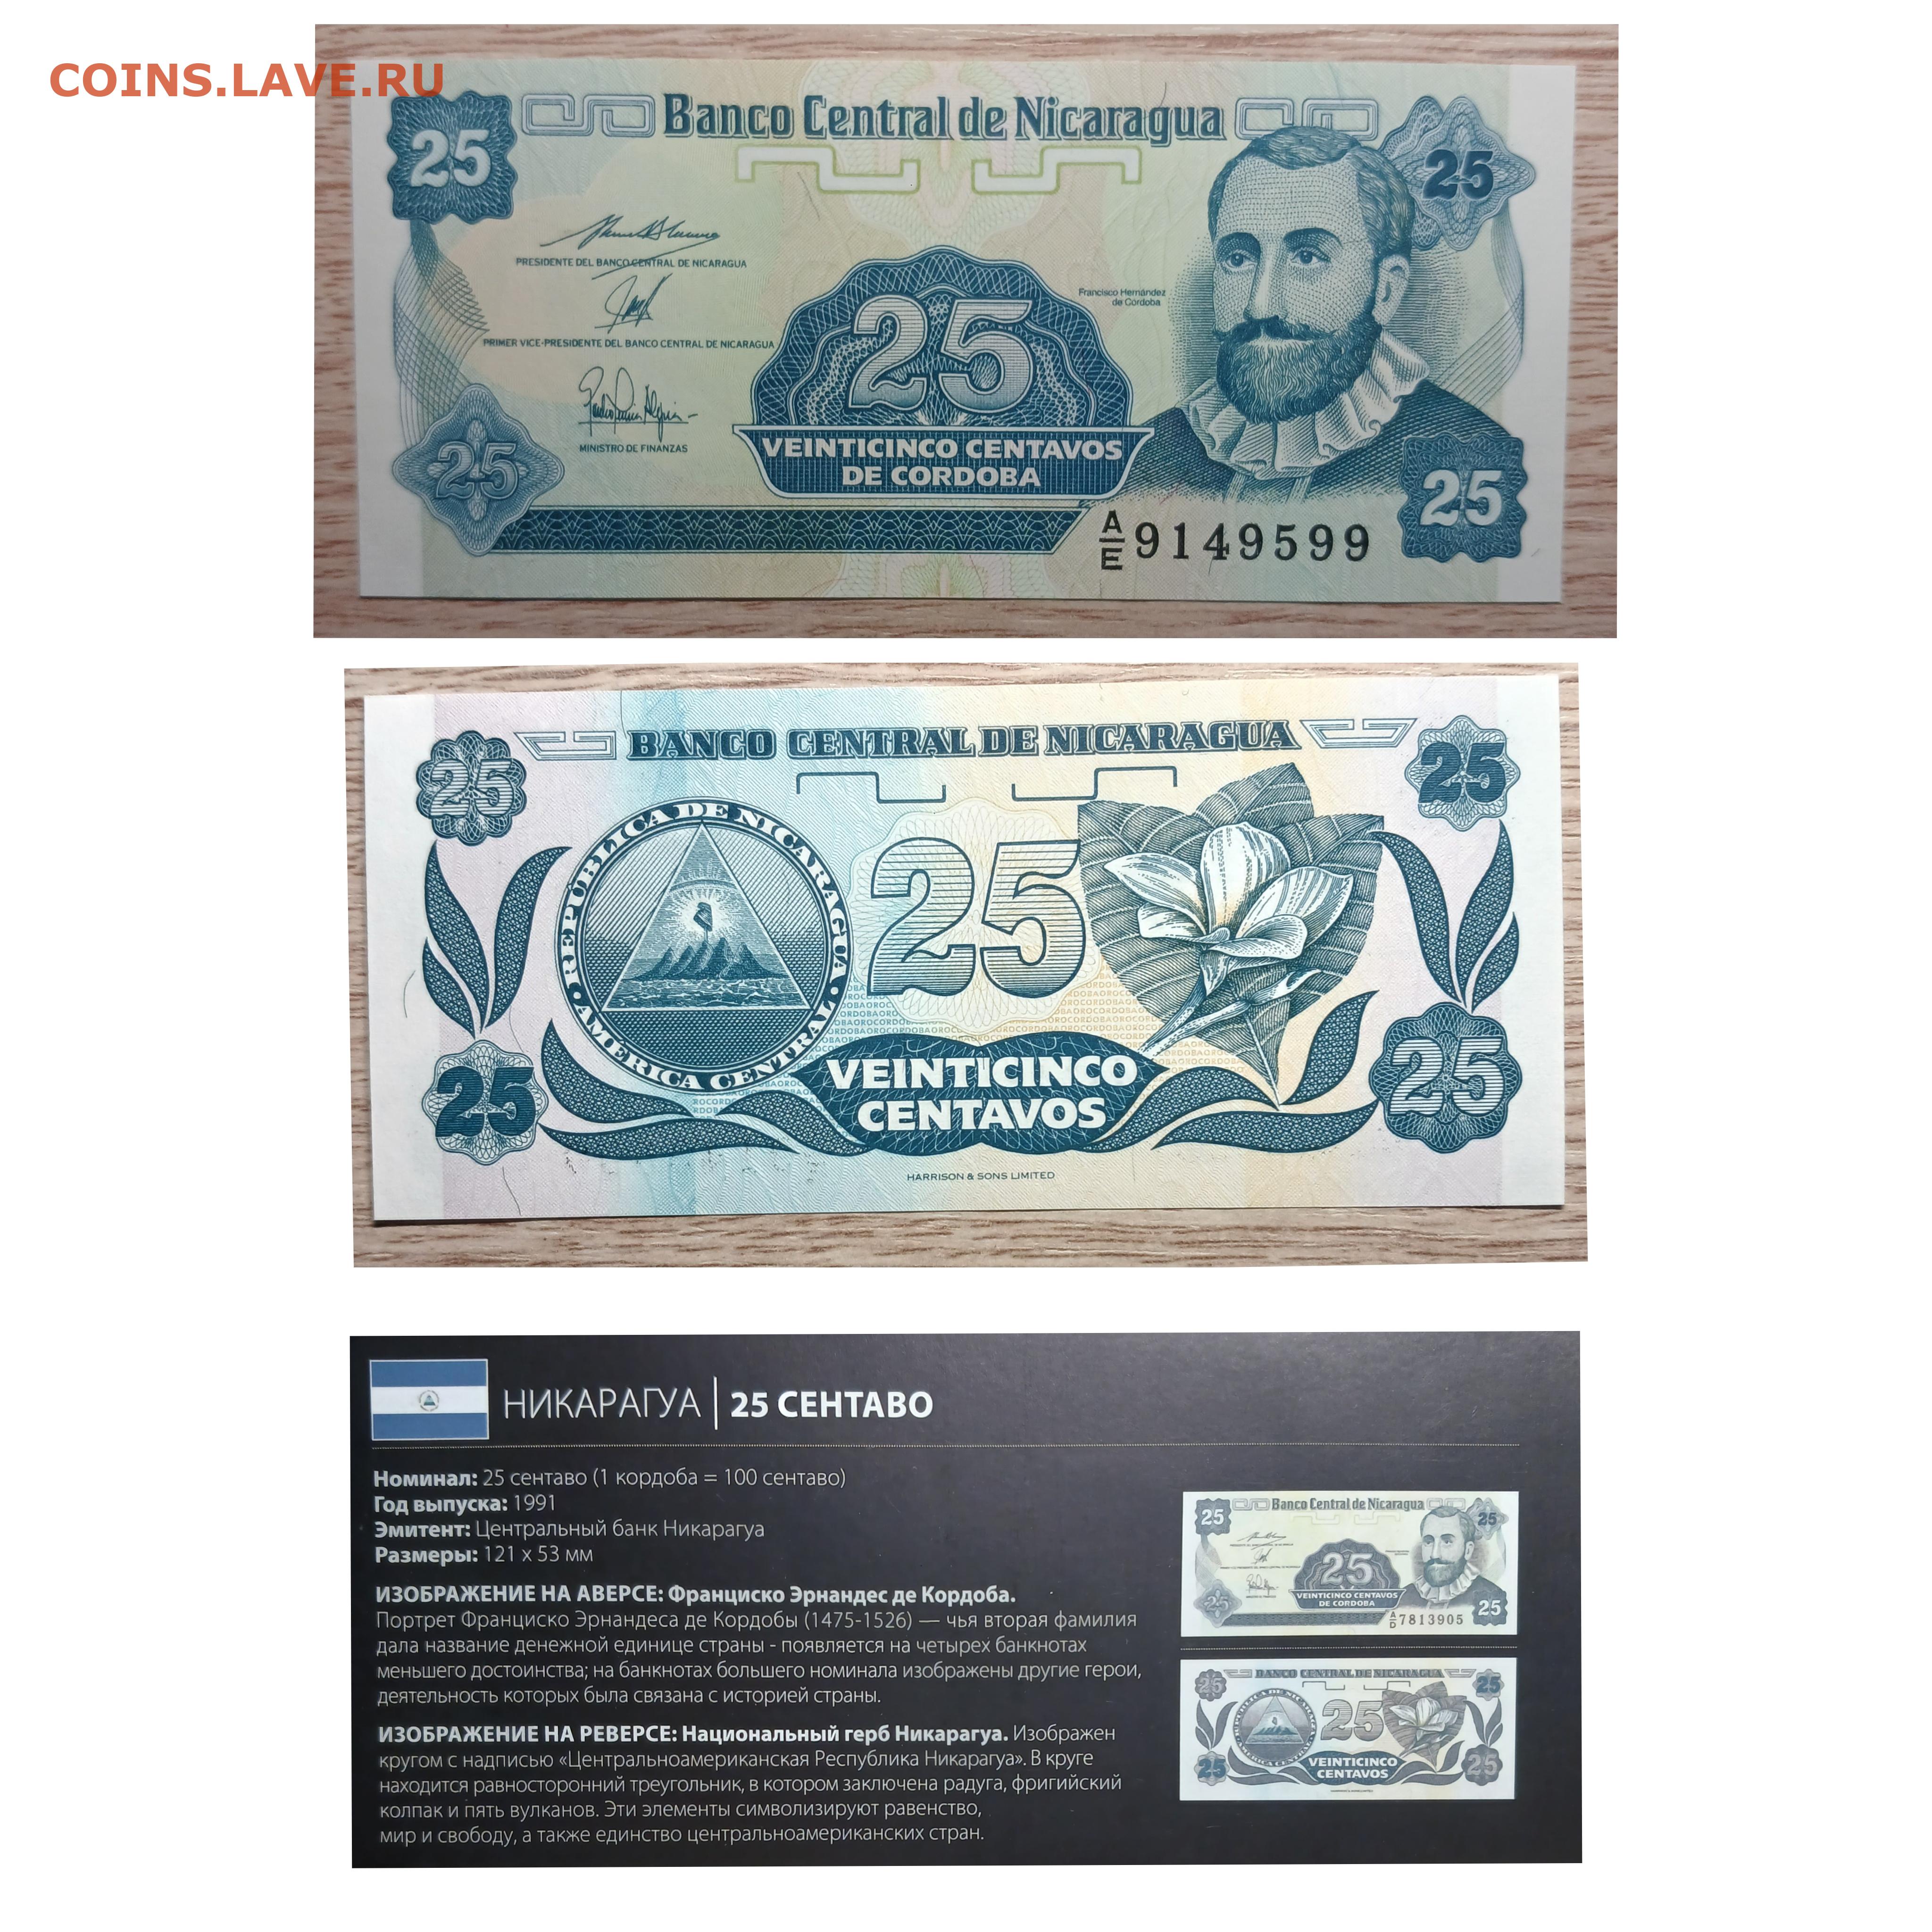 COINS.LAVE.RU
25
Banco Central de Nicaragua
25
PRESIDENTE DEL BANCO CENTRAL DE NICARAGUA
Francisco Hernández
de Córdoba
25
PRIMER VICE-PRESIDENTE DEL BANCO CENTRAL DE NICARAGUA
MINISTRO DE FINANZAS
VEINTICINCO CENTAVOS
DE CORDOBA
25
25
A/E 9149599
BANCO CENTRAL DE NICARAGUA
25
25
REPÚBLICA DE NICARAGUA
AMERICA CENTRAL
25
25
25
VEINTICINCO
CENTAVOS
HARRISON & SONS LIMITED
НИКАРАГУА | 25 СЕНТАВО
Номинал: 25 сентаво (1 кордоба = 100 сентаво)
Год выпуска: 1991
Эмитент: Центральный банк Никарагуа
Размеры: 121 x 53 мм
ИЗОБРАЖЕНИЕ НА АВЕРСЕ: Франциско Эрнандес де Кордоба.
Портрет Франциско Эрнандеса де Кордобы (1475-1526) — чья вторая фамилия
дала название денежной единице страны - появляется на четырех банкнотах
меньшего достоинства; на банкнотах большего номинала изображены другие герои,
деятельность которых была связана с историей страны.
ИЗОБРАЖЕНИЕ НА РЕВЕРСЕ: Национальный герб Никарагуа. Изображен
кругом с надписью «Центральноамериканская Республика Никарагуа». В круге
находится равносторонний треугольник, в котором заключена радуга, фригийский
колпак и пять вулканов. Эти элементы символизируют равенство,
мир и свободу, а также единство центральноамериканских стран.
25
Banco Central de Nicaragua
25
25
25
VEINTICINCO CENTAVOS
DE CORDOBA
A/D 7813905
25
BANCO CENTRAL DE NICARAGUA
25
25
25
25
VEINTICINCO
CENTAVOS
25